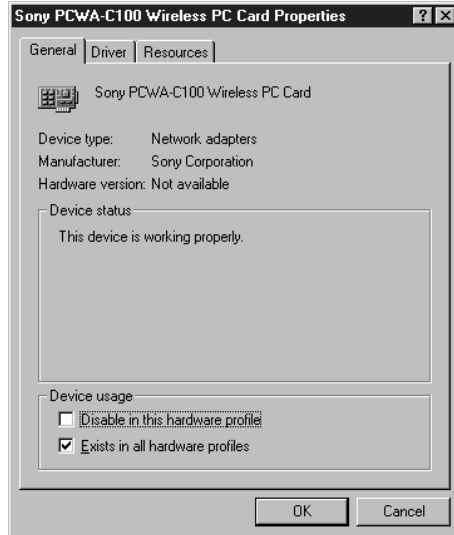 Sony PCWA-C100 Wireless PC Card Properties
General Driver Resources
Sony PCWA-C100 Wireless PC Card
Device type: Network adapters
Manufacturer: Sony Corporation
Hardware version: Not available
Device status
This device is working properly.
Device usage
Disable in this hardware profile
Exists in all hardware profiles
OK Cancel